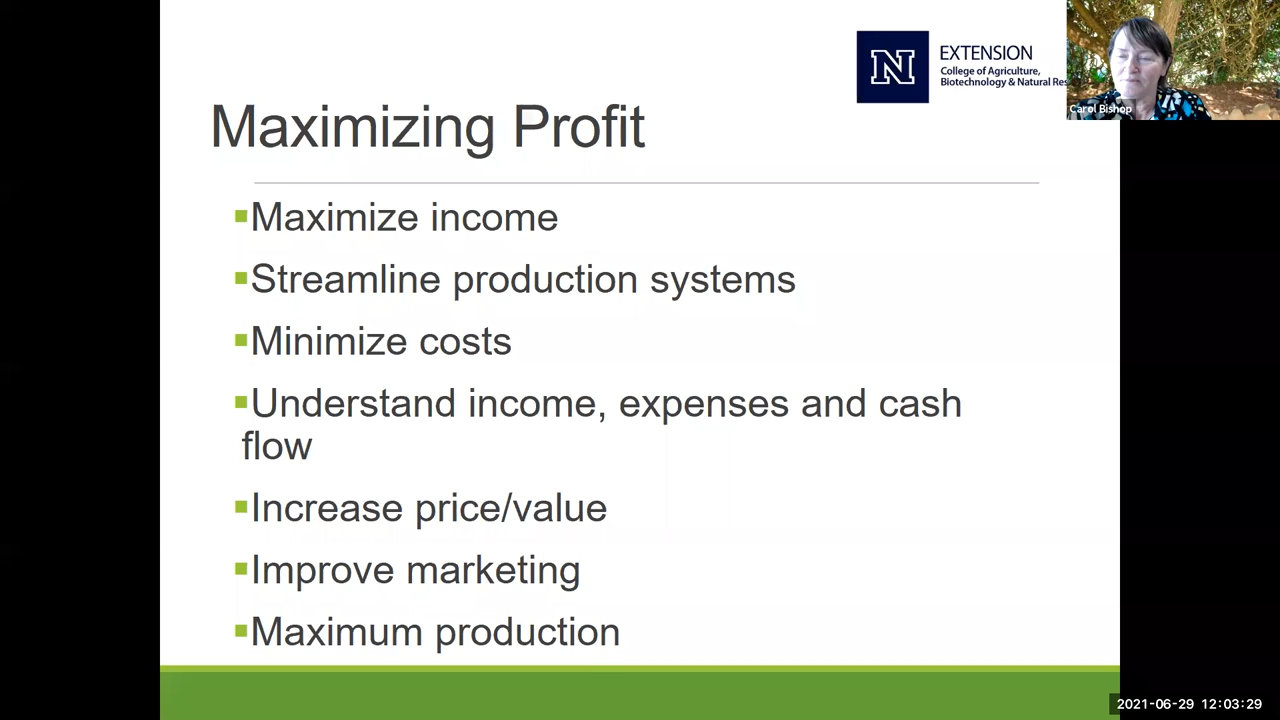 N
EXTENSION
College of Agriculture,
Biotechnology & Natural Res
Carol Bishop
Maximizing Profit
Maximize income
Streamline production systems
Minimize costs
Understand income, expenses and cash
flow
Increase price/value
Improve marketing
Maximum production
2021-06-29 12:03:29